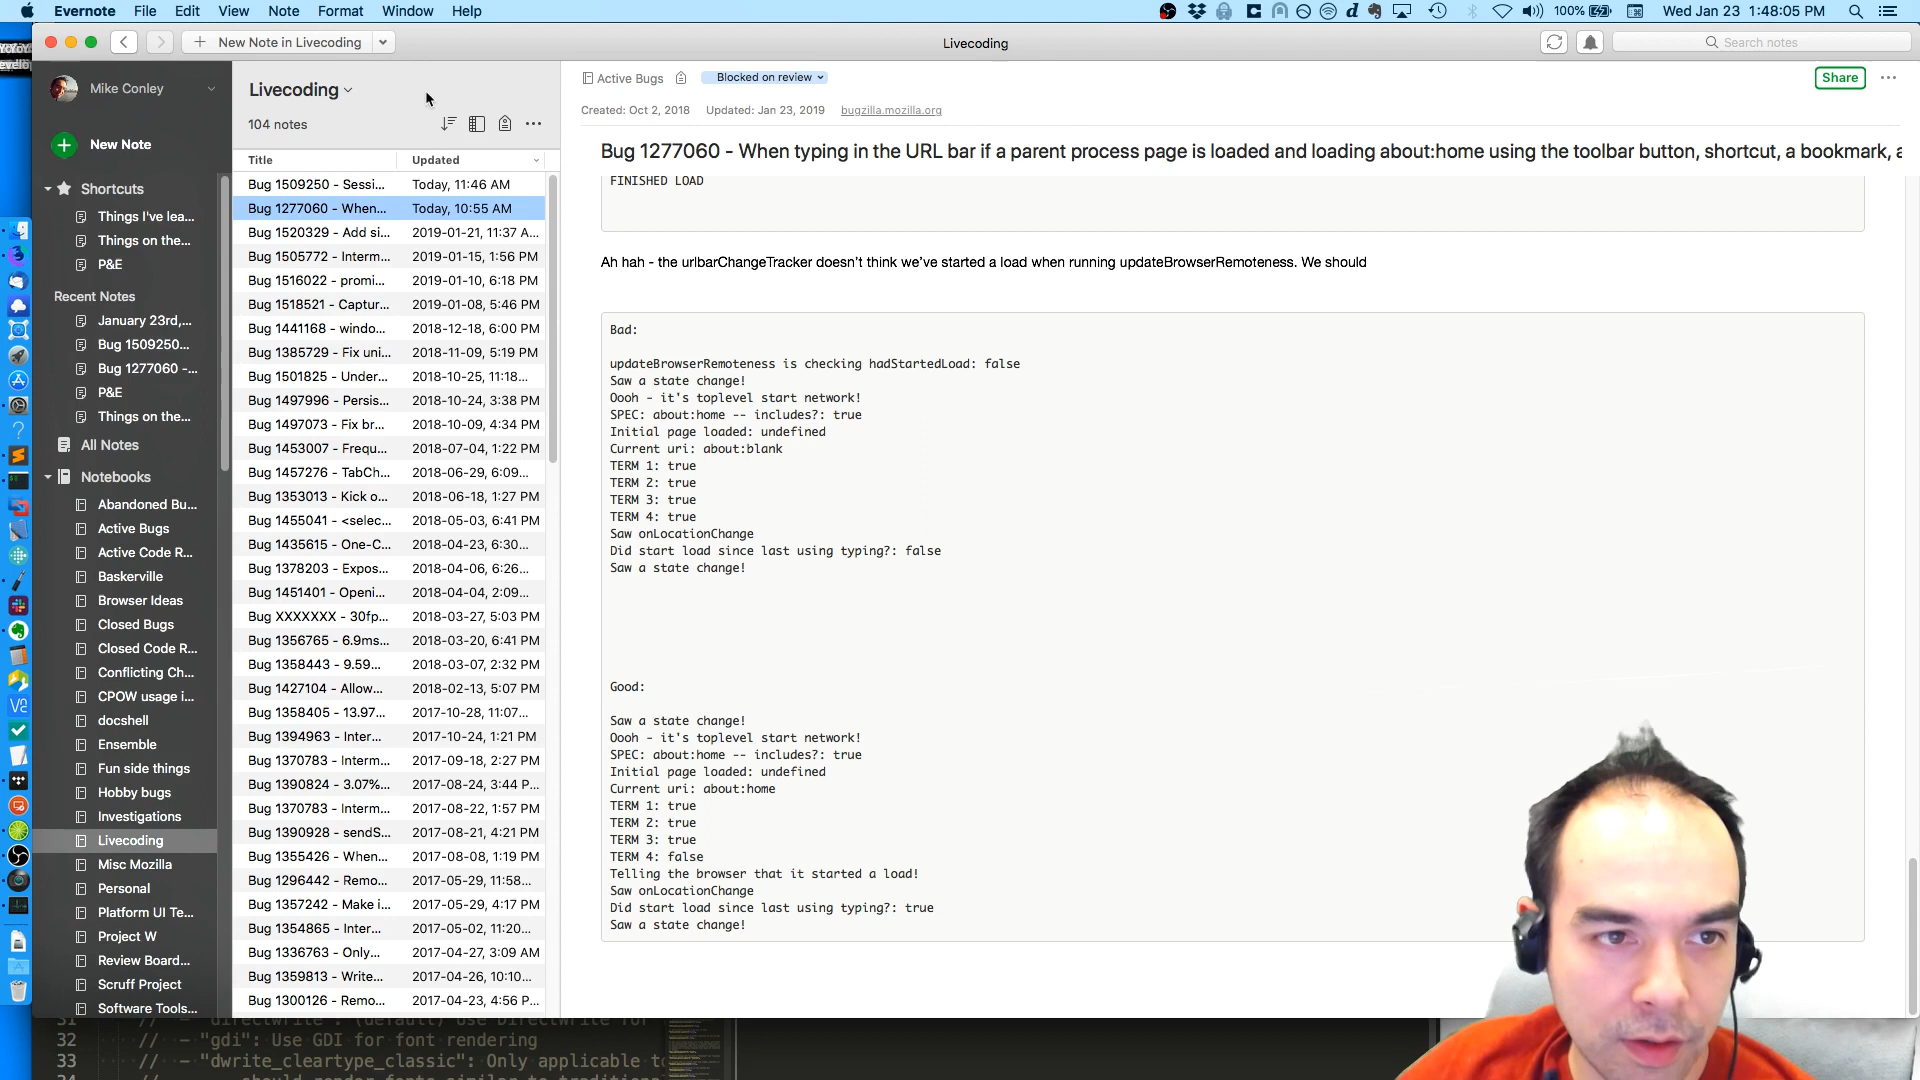 Evernote File Edit View Note Format Window Help
100% Wed Jan 23 1:48:05 PM
New Note in Livecoding
Livecoding
Search notes
Mike Conley
New Note
Shortcuts
Things I've lea...
Things on the...
P&E
Recent Notes
January 23rd,...
Bug 1509250...
Bug 1277060 -...
P&E
Things on the...
All Notes
Notebooks
Abandoned Bu...
Active Bugs
Active Code R...
Baskerville
Browser Ideas
Closed Bugs
Closed Code R...
Conflicting Ch...
CPOW usage i...
docshell
Ensemble
Fun side things
Hobby bugs
Investigations
Livecoding
Misc Mozilla
Personal
Platform UI Te...
Project W
Review Board...
Scruff Project
Software Tools...
Livecoding
104 notes
Title Updated
Bug 1509250 - Sessi... Today, 11:46 AM
Bug 1277060 - When... Today, 10:55 AM
Bug 1520329 - Add si... 2019-01-21, 11:37 A...
Bug 1505772 - Interm... 2019-01-15, 1:56 PM
Bug 1516022 - promi... 2019-01-10, 6:18 PM
Bug 1518521 - Captur... 2019-01-08, 5:46 PM
Bug 1441168 - windo... 2018-12-18, 6:00 PM
Bug 1385729 - Fix uni... 2018-11-09, 5:19 PM
Bug 1501825 - Under... 2018-10-25, 11:18...
Bug 1497996 - Persis... 2018-10-24, 3:38 PM
Bug 1497073 - Fix br... 2018-10-09, 4:34 PM
Bug 1453007 - Frequ... 2018-07-04, 1:22 PM
Bug 1457276 - TabCh... 2018-06-29, 6:09...
Bug 1353013 - Kick o... 2018-06-18, 1:27 PM
Bug 1455041 - <selec... 2018-05-03, 6:41 PM
Bug 1435615 - One-C... 2018-04-23, 6:30...
Bug 1378203 - Expos... 2018-04-06, 6:26...
Bug 1451401 - Openi... 2018-04-04, 2:09...
Bug XXXXXXX - 30fp... 2018-03-27, 5:03 PM
Bug 1356765 - 6.9ms... 2018-03-20, 6:41 PM
Bug 1358443 - 9.59... 2018-03-07, 2:32 PM
Bug 1427104 - Allow... 2018-02-13, 5:07 PM
Bug 1358405 - 13.97... 2017-10-28, 11:07...
Bug 1394963 - Inter... 2017-10-24, 1:21 PM
Bug 1370783 - Interm... 2017-09-18, 2:27 PM
Bug 1390824 - 3.07%... 2017-08-24, 3:44 P...
Bug 1370783 - Interm... 2017-08-22, 1:57 PM
Bug 1390928 - sendS... 2017-08-21, 4:21 PM
Bug 1355426 - When... 2017-08-08, 1:19 PM
Bug 1296442 - Remo... 2017-05-29, 11:58...
Bug 1357242 - Make i... 2017-05-29, 4:17 PM
Bug 1354865 - Inter... 2017-05-02, 11:20...
Bug 1336763 - Only... 2017-04-27, 3:09 AM
Bug 1359813 - Write... 2017-04-26, 10:10...
Bug 1300126 - Remo... 2017-04-23, 4:56 P...
Active Bugs Blocked on review Share
Created: Oct 2, 2018 Updated: Jan 23, 2019 bugzilla.mozilla.org
Bug 1277060 - When typing in the URL bar if a parent process page is loaded and loading about:home using the toolbar button, shortcut, a bookmark, a
FINISHED LOAD
Ah hah - the urlbarChangeTracker doesn't think we've started a load when running updateBrowserRemoteness. We should
Bad:
updateBrowserRemoteness is checking hadStartedLoad: false
Saw a state change!
Oooh - it's toplevel start network!
SPEC: about:home -- includes?: true
Initial page loaded: undefined
Current uri: about:blank
TERM 1: true
TERM 2: true
TERM 3: true
TERM 4: true
Saw onLocationChange
Did start load since last using typing?: false
Saw a state change!
Good:
Saw a state change!
Oooh - it's toplevel start network!
SPEC: about:home -- includes?: true
Initial page loaded: undefined
Current uri: about:home
TERM 1: true
TERM 2: true
TERM 3: true
TERM 4: false
Telling the browser that it started a load!
Saw onLocationChange
Did start load since last using typing?: true
Saw a state change!
32 // - "gdi": Use GDI for font rendering
33 // - "dwrite_cleartype_classic": Only applicable to